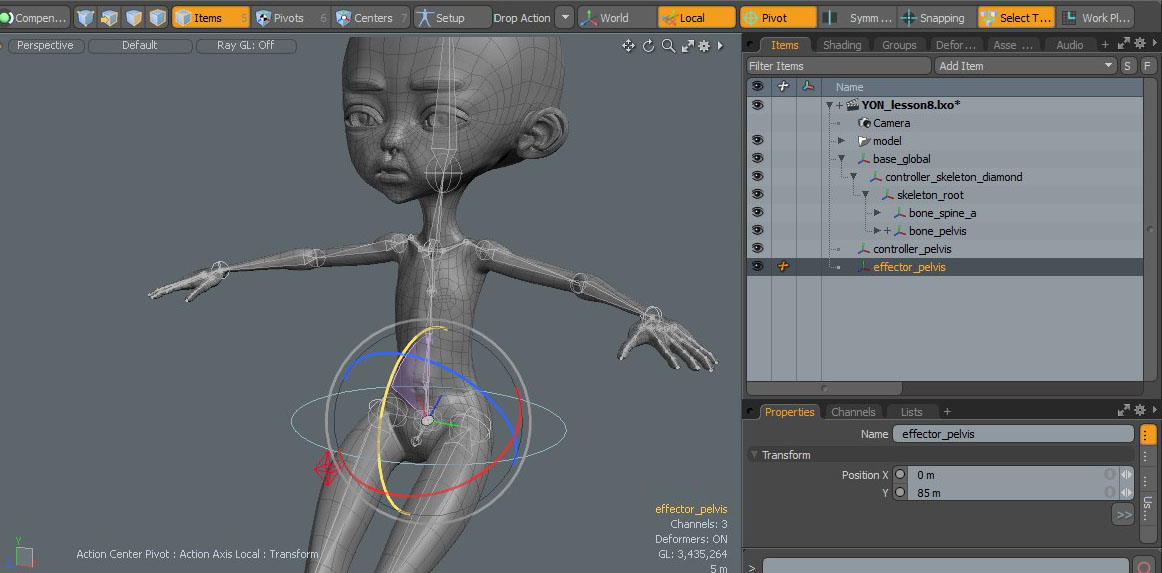 Compen... Items 5 Pivots 6 Centers 7 Setup Drop Action World Local Pivot Symm ... Snapping Select T... Work Pl...
Perspective Default Ray GL: Off
Items Shading Groups Defor... Asse ... Audio +
Filter Items Add Item S F
Name
YON_lesson8.lxo*
Camera
model
base_global
controller_skeleton_diamond
skeleton_root
bone_spine_a
bone_pelvis
controller_pelvis
effector_pelvis
Properties Channels Lists +
Name effector_pelvis
Transform
Position X 0 m
Y 85 m
>>
Us...
effector_pelvis
Channels: 3
Deformers: ON
GL: 3,435,264
5 m
Action Center Pivot : Action Axis Local : Transform
Y
>